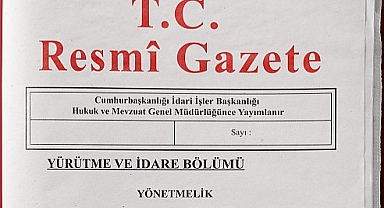 T.C.
Resmî Gazete
Cumhurbaşkanlığı İdari İşler Başkanlığı
Hukuk ve Mevzuat Genel Müdürlüğünce Yayımlanır
Sayı :
YÜRÜTME VE İDARE BÖLÜMÜ
YÖNETMELİK